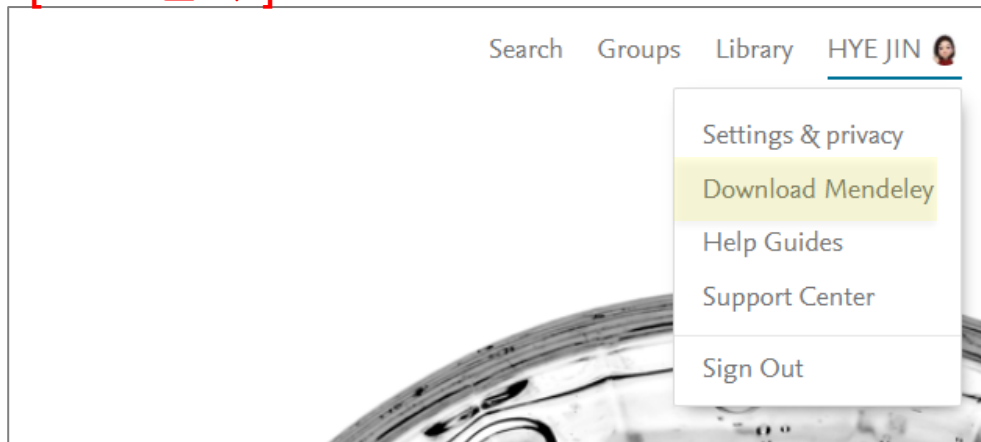 Search Groups Library HYE JIN
Settings & privacy
Download Mendeley
Help Guides
Support Center
Sign Out